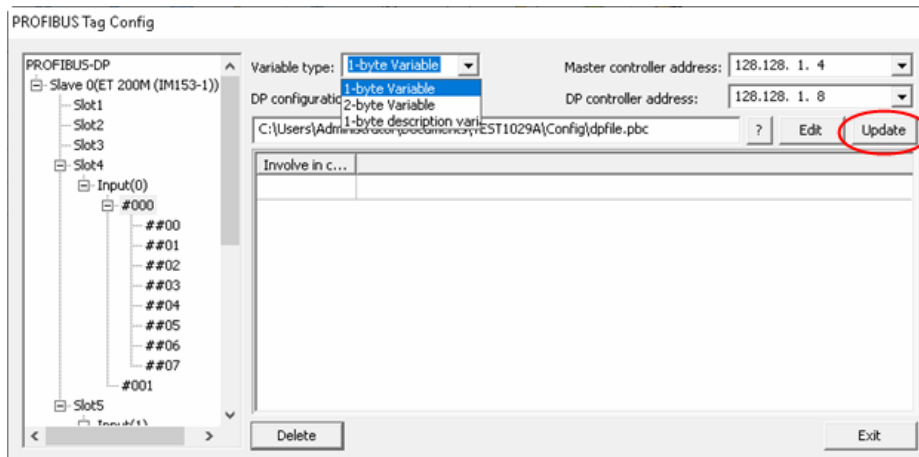 PROFIBUS Tag Config
PROFIBUS-DP
Slave 0(ET 200M (IM153-1))
Slot1
Slot2
Slot3
Slot4
Input(0)
#000
##00
##01
##02
##03
##04
##05
##06
##07
#001
Slot5
Input(1)
Variable type: 1-byte Variable
1-byte Variable
2-byte Variable
1-byte description vari
Master controller address: 128.128. 1. 4
DP configuratio
DP controller address: 128.128. 1. 8
C:\Users\Administrator\Documents\TEST1029A\Config\dpfile.pbc
? Edit Update
Involve in c...
Delete
Exit